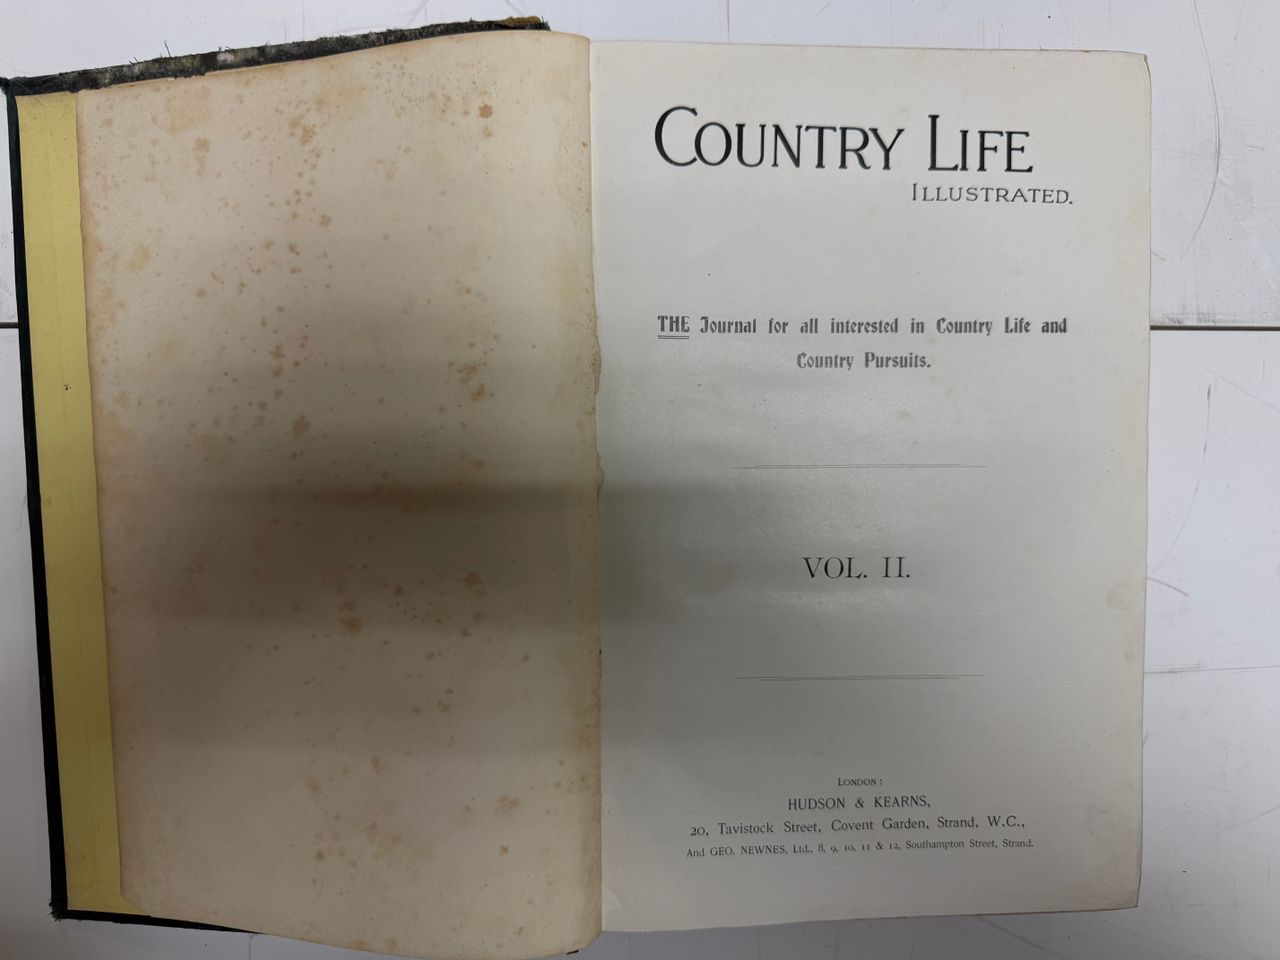 COUNTRY LIFE
ILLUSTRATED.
THE Journal for all interested in Country Life and
Country Pursuits.
VOL. II.
LONDON:
HUDSON & KEARNS,
20, Tavistock Street, Covent Garden, Strand, W.C.,
And GEO. NEWNES, Ltd., 8, 9, 10, 11 & 12, Southampton Street, Strand.